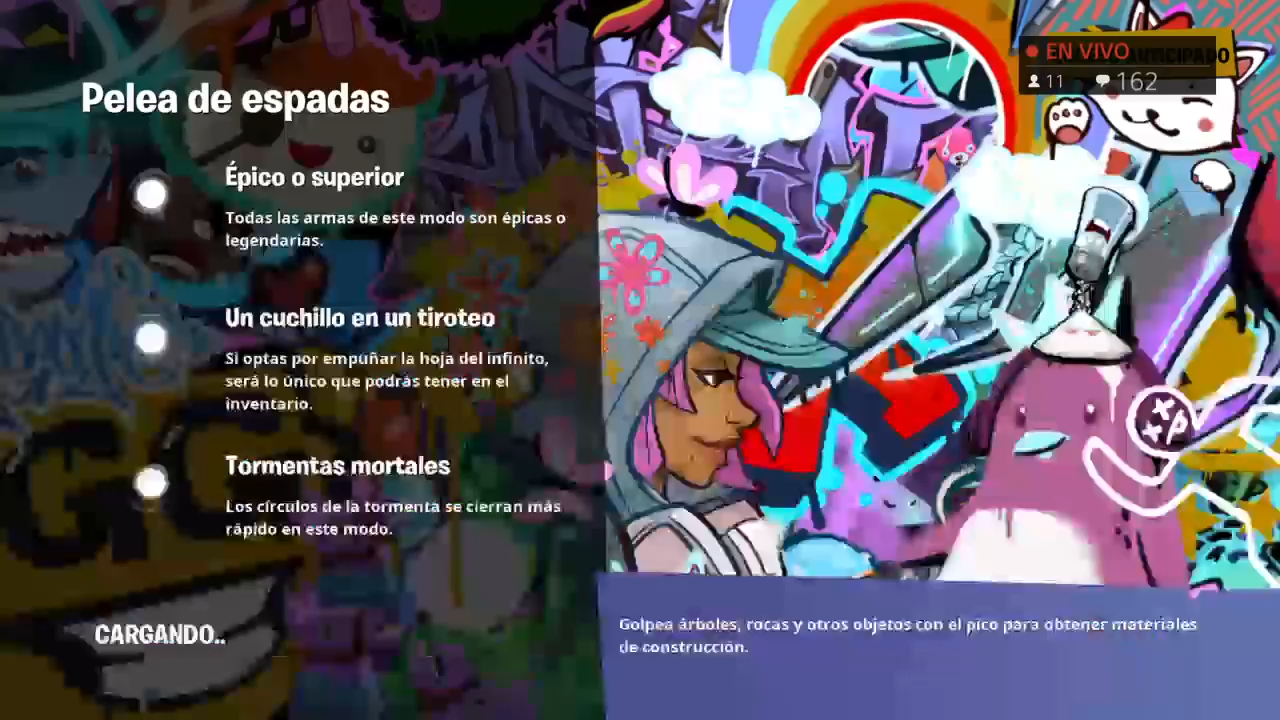 EN VIVO
11 162
Pelea de espadas
Épico o superior
Todas las armas de este modo son épicas o
legendarias.
Un cuchillo en un tiroteo
Si optas por empuñar la hoja del infinito,
será lo único que podrás tener en el
inventario.
Tormentas mortales
Los círculos de la tormenta se cierran más
rápido en este modo.
CARGANDO..
Golpea árboles, rocas y otros objetos con el pico para obtener materiales
de construcción.